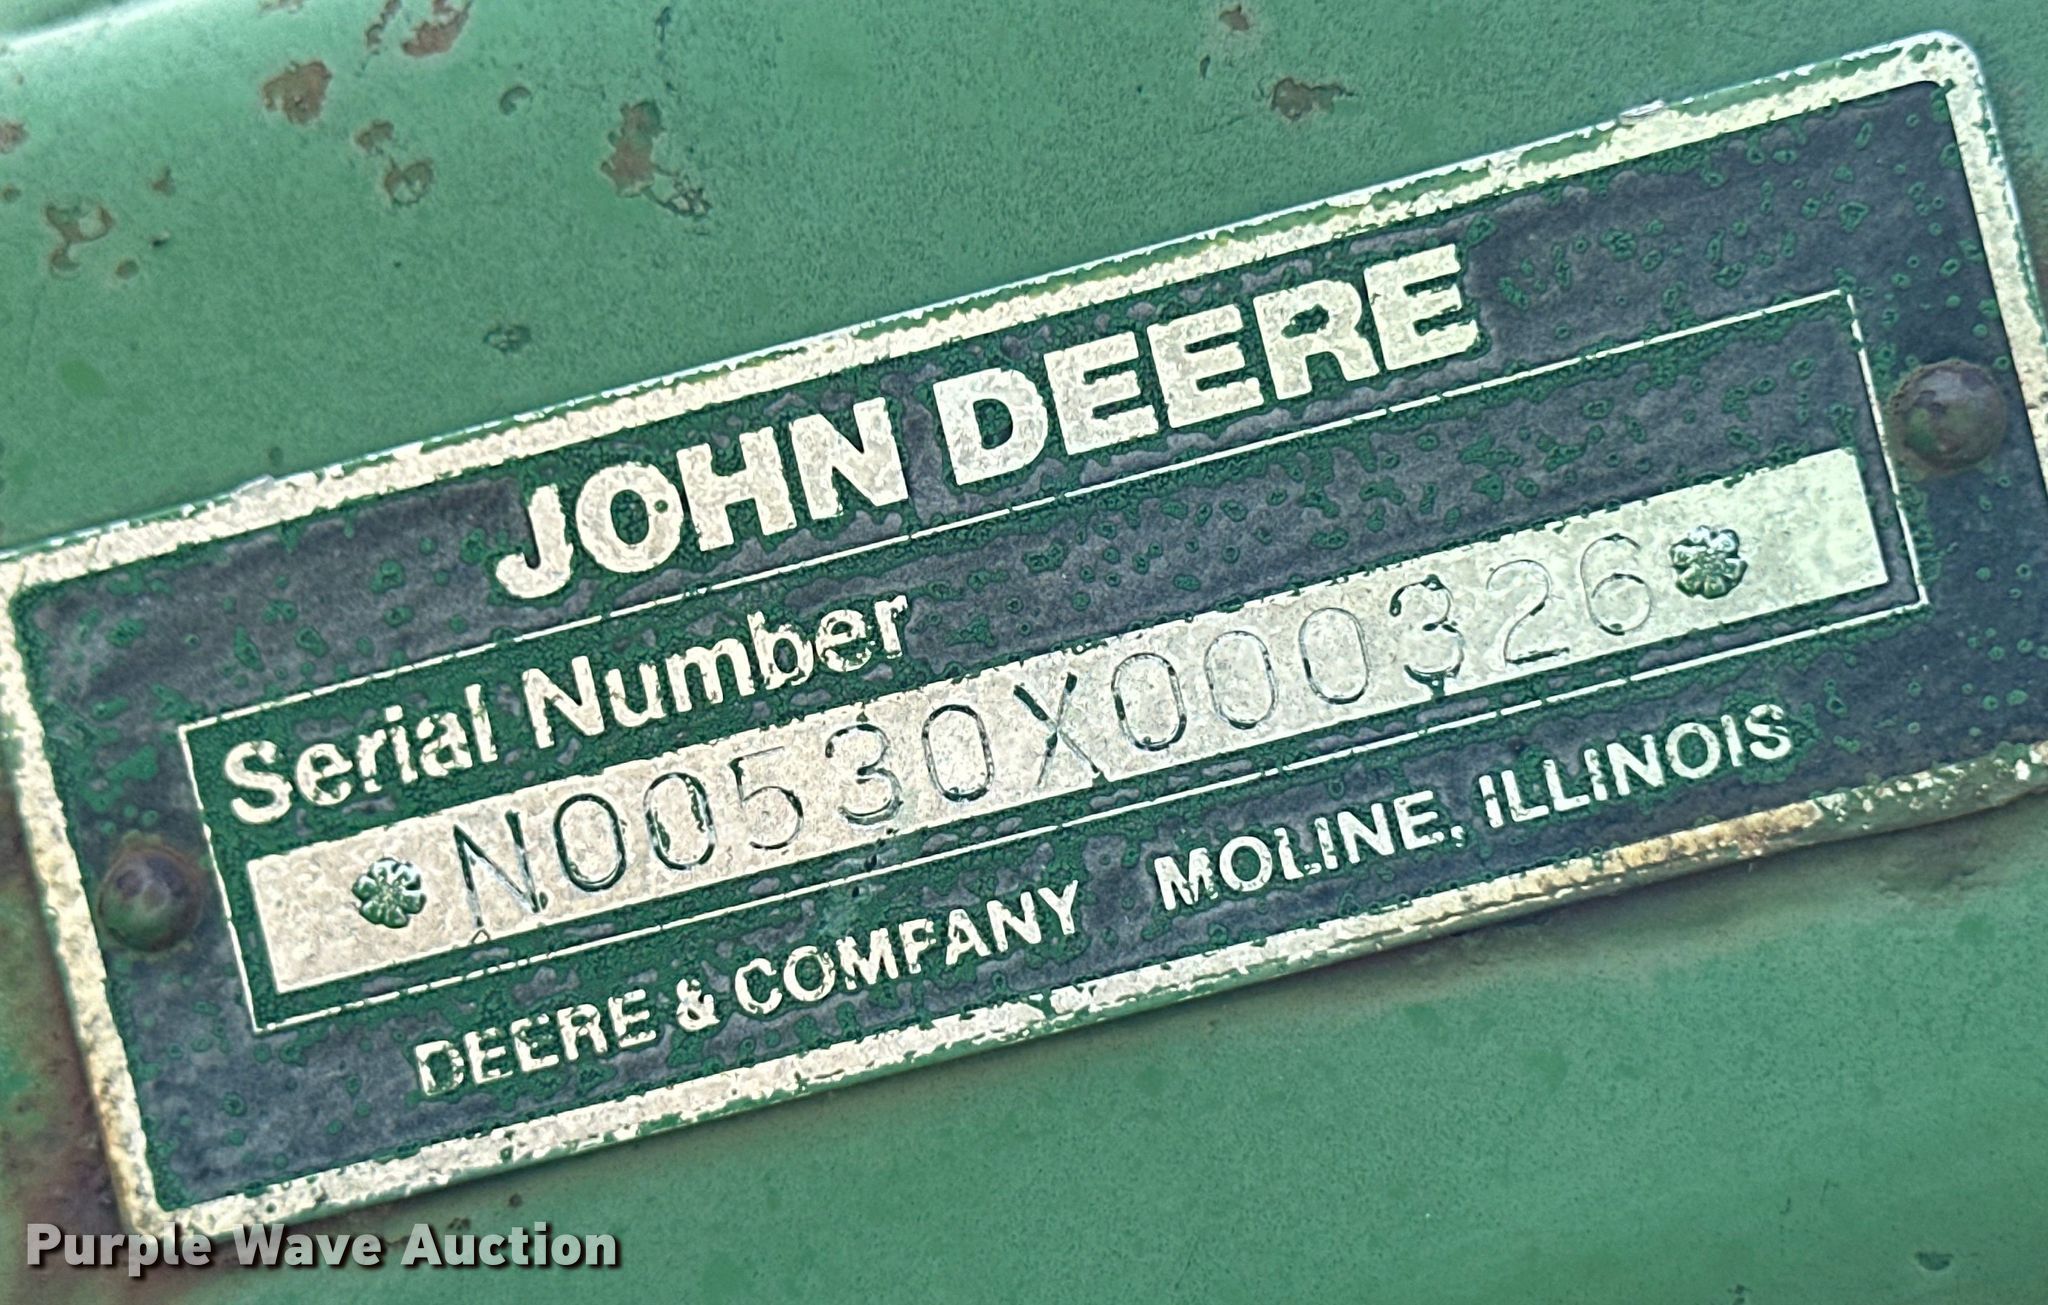 JOHN DEERE
Serial Number
*N00530X000326*
DEERE & COMPANY MOLINE, ILLINOIS
Purple Wave Auction